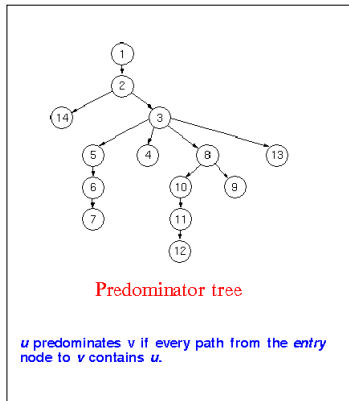 1
2
14 3
5 4 8 13
6 10 9
7 11
12
Predominator tree
u predominates v if every path from the entry
node to v contains u.